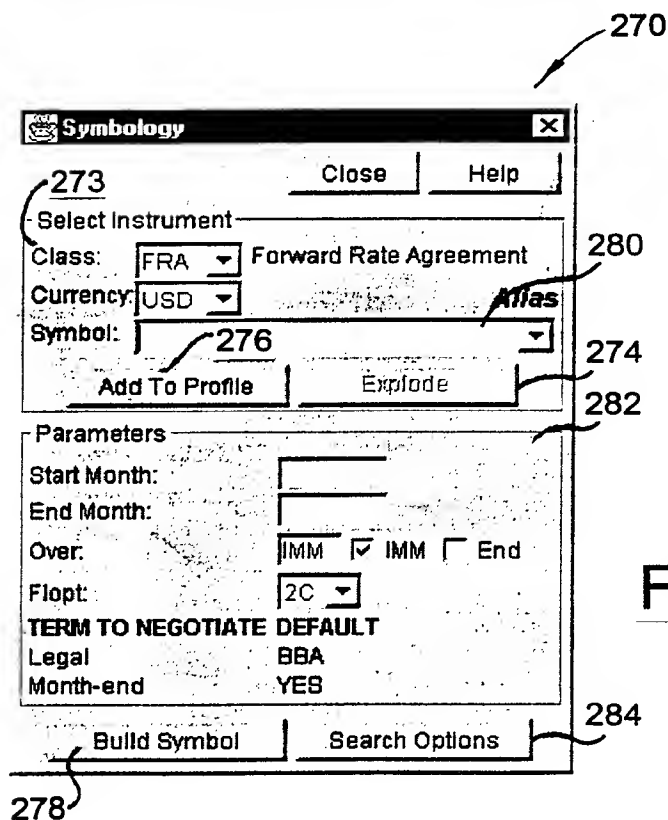 270
Symbology
Close Help
273
Select Instrument
Class: FRA Forward Rate Agreement
280
Currency: USD
Alias
Symbol:
276
274
Add To Profile Explode
282
Parameters
Start Month:
End Month:
Over: IMM IMM End
Flopt: 2C
F
TERM TO NEGOTIATE DEFAULT
Legal BBA
Month-end YES
284
Build Symbol Search Options
278